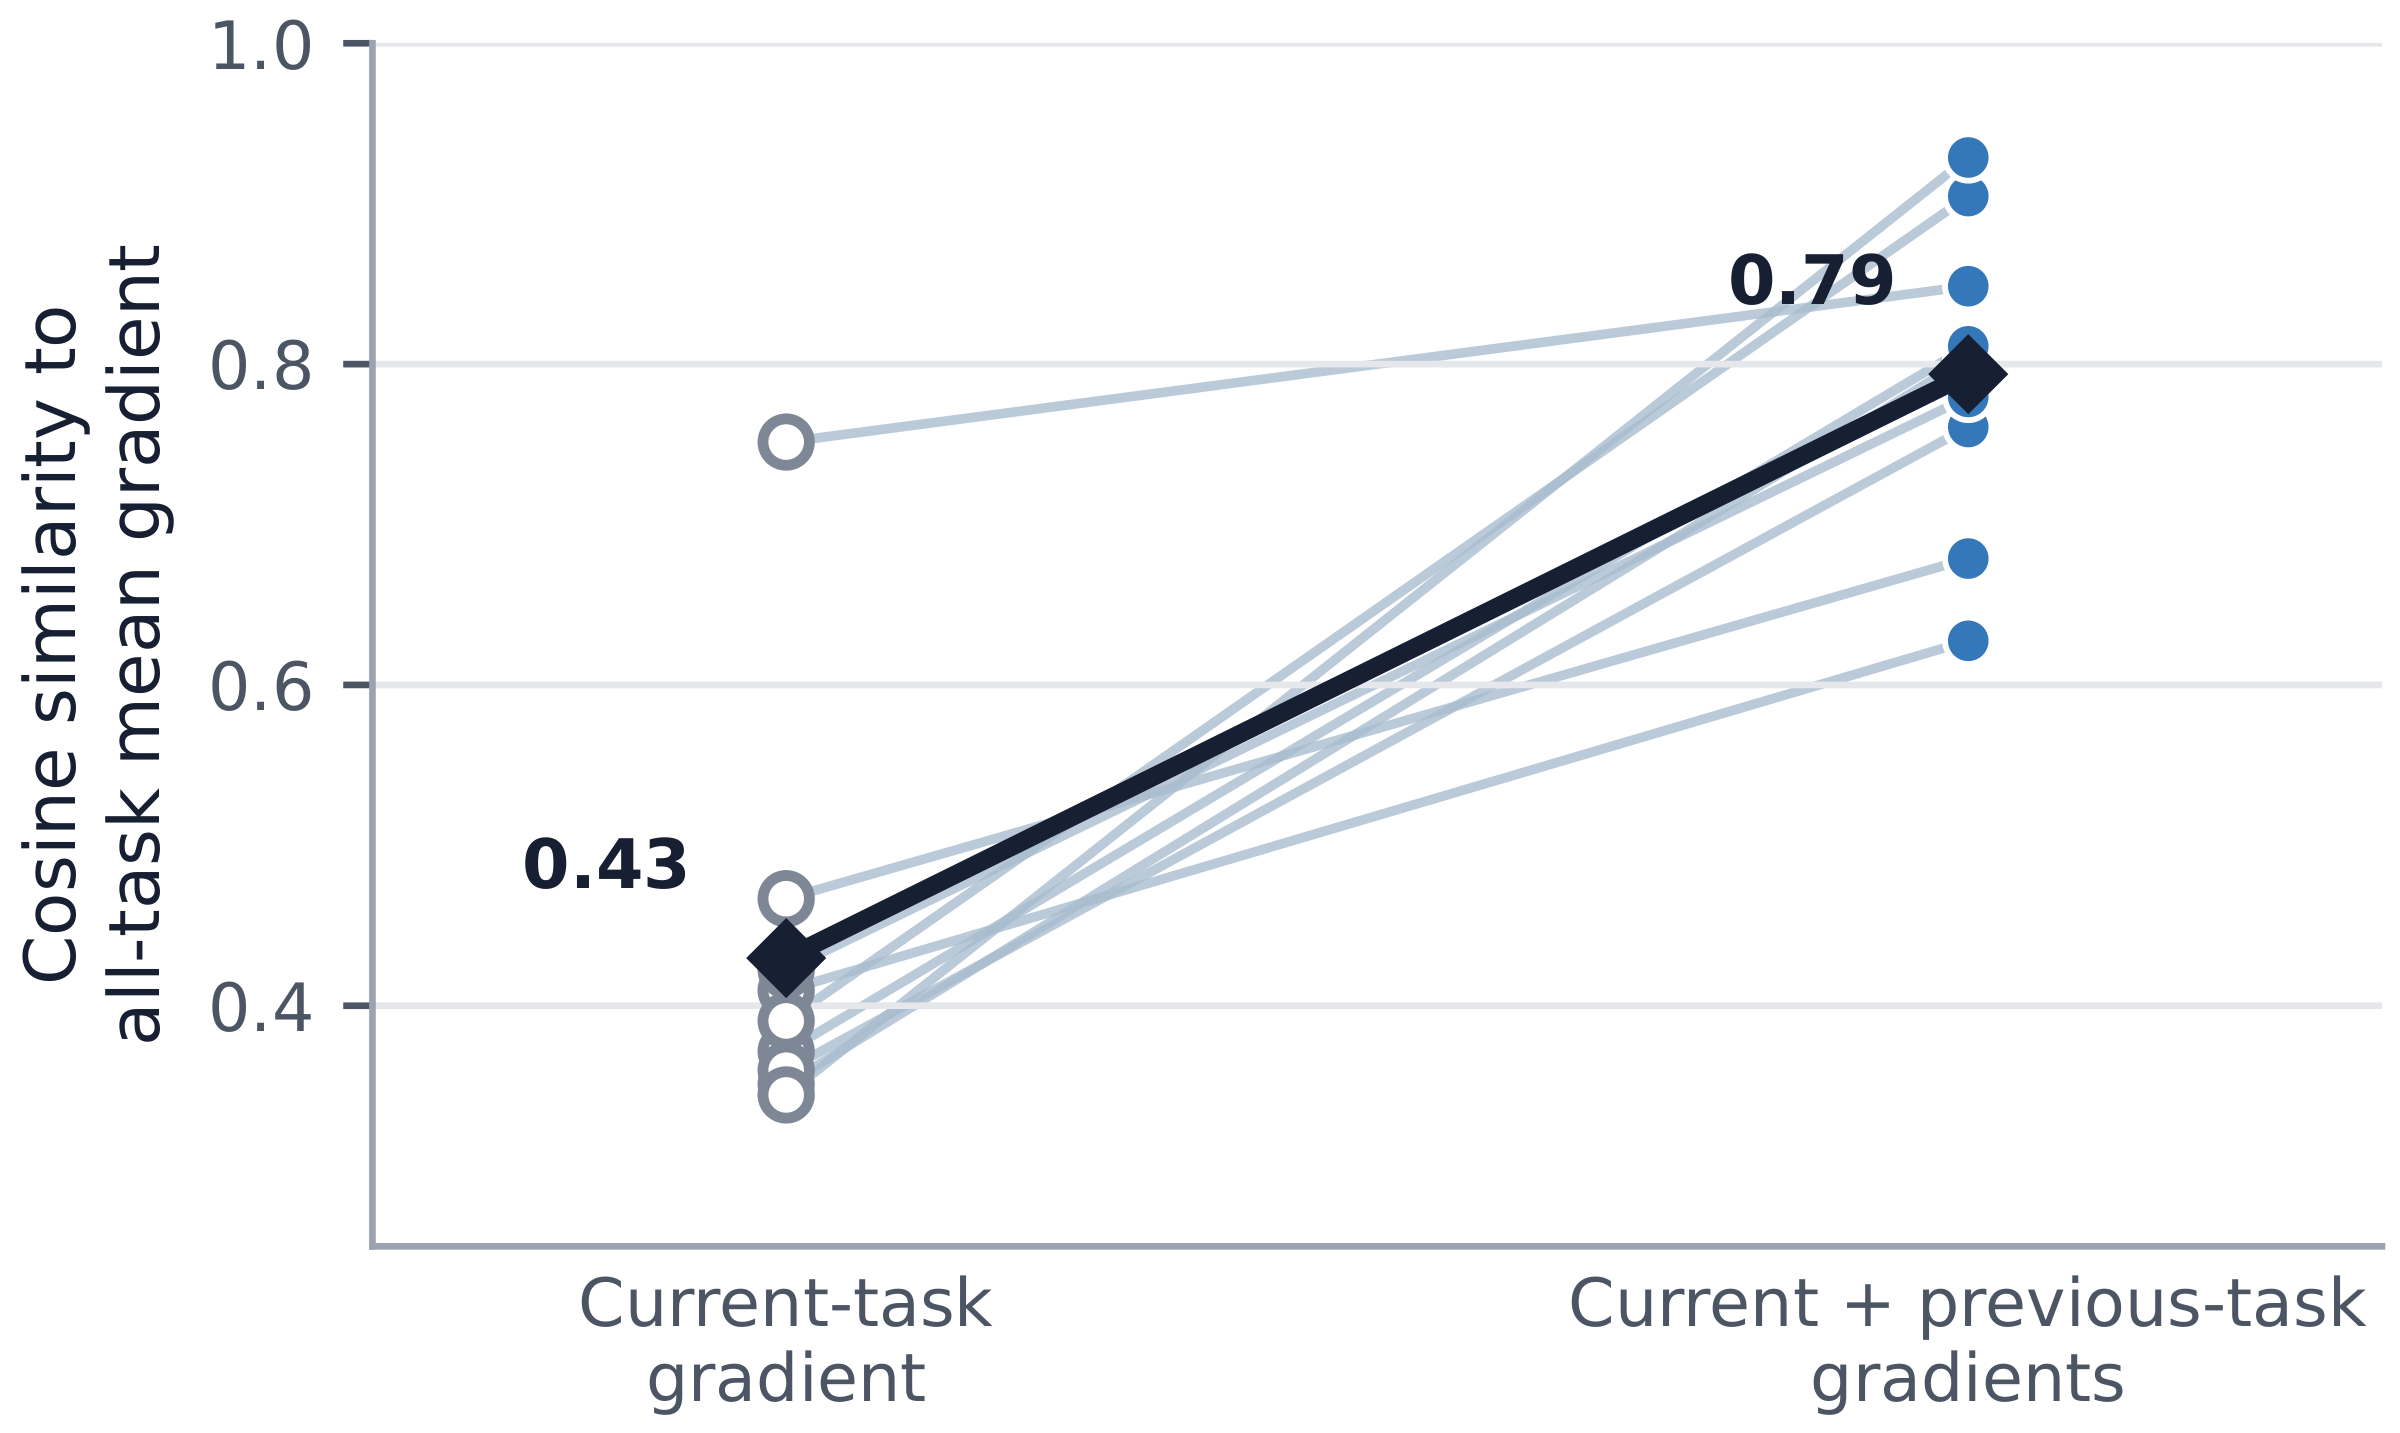 Cosine similarity to
all-task mean gradient
1.0
0.8
0.6
0.4
0.43
0.79
Current-task
gradient
Current + previous-task
gradients